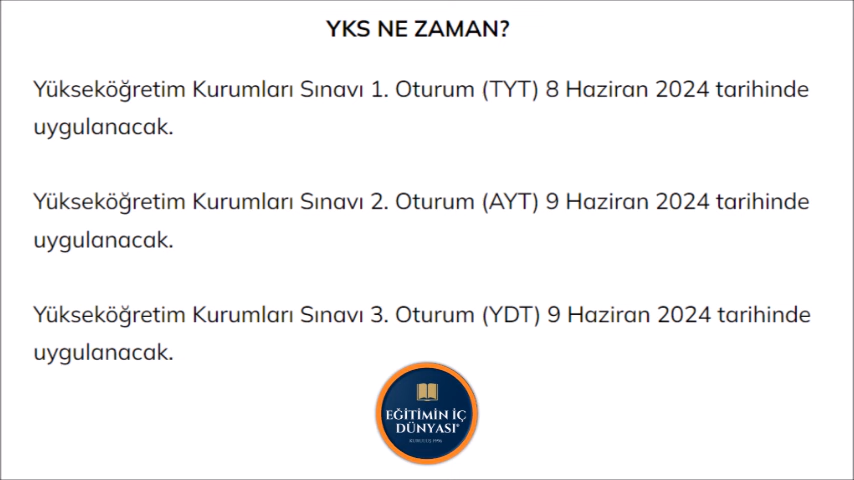 YKS NE ZAMAN?
Yükseköğretim Kurumları Sınavı 1. Oturum (TYT) 8 Haziran 2024 tarihinde
uygulanacak.
Yükseköğretim Kurumları Sınavı 2. Oturum (AYT) 9 Haziran 2024 tarihinde
uygulanacak.
Yükseköğretim Kurumları Sınavı 3. Oturum (YDT) 9 Haziran 2024 tarihinde
uygulanacak.
EĞİTİMİN İÇ
DÜNYASI®